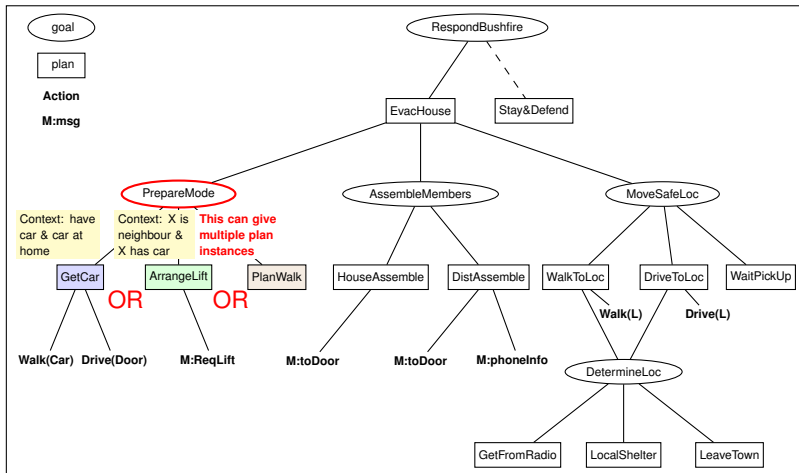 goal
RespondBushfire
plan
Action
M:msg
EvacHouse
Stay&Defend
PrepareMode
AssembleMembers
MoveSafeLoc
Context: have
car & car at
home
Context: X is
neighbour &
X has car
This can give
multiple plan
instances
GetCar
OR
ArrangeLift
OR
PlanWalk
HouseAssemble
DistAssemble
WalkToLoc
DriveToLoc
WaitPickUp
Walk(L)
Drive(L)
Walk(Car)
Drive(Door)
M:ReqLift
M:toDoor
M:toDoor
M:phoneInfo
DetermineLoc
GetFromRadio
LocalShelter
LeaveTown